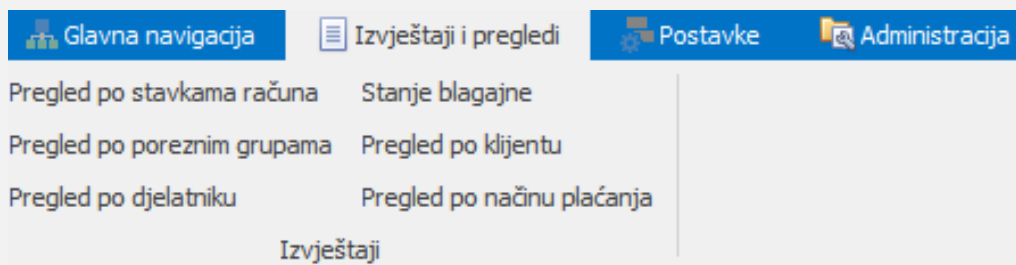 Glavna navigacija Izvještaji i pregledi Postavke Administracija
Pregled po stavkama računa Stanje blagajne
Pregled po poreznim grupama Pregled po klijentu
Pregled po djelatniku Pregled po načinu plaćanja
Izvještaji